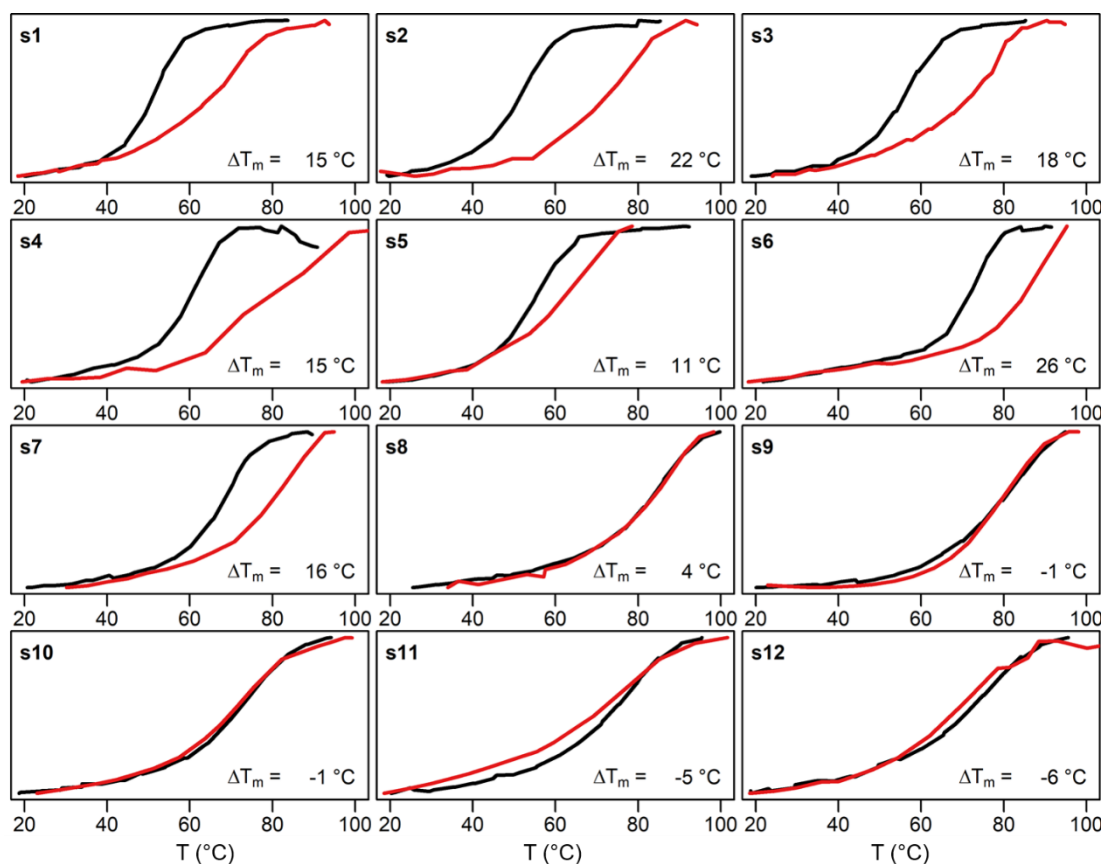 s1
ΔTm = 15 °C
20 40 60 80 100
s2
ΔTm = 22 °C
20 40 60 80 100
s3
ΔTm = 18 °C
20 40 60 80 100
s4
ΔTm = 15 °C
20 40 60 80 100
s5
ΔTm = 11 °C
20 40 60 80 100
s6
ΔTm = 26 °C
20 40 60 80 100
s7
ΔTm = 16 °C
20 40 60 80 100
s8
ΔTm = 4 °C
20 40 60 80 100
s9
ΔTm = -1 °C
20 40 60 80 100
s10
ΔTm = -1 °C
20 40 60 80 100
T (°C)
s11
ΔTm = -5 °C
20 40 60 80 100
T (°C)
s12
ΔTm = -6 °C
20 40 60 80 100
T (°C)